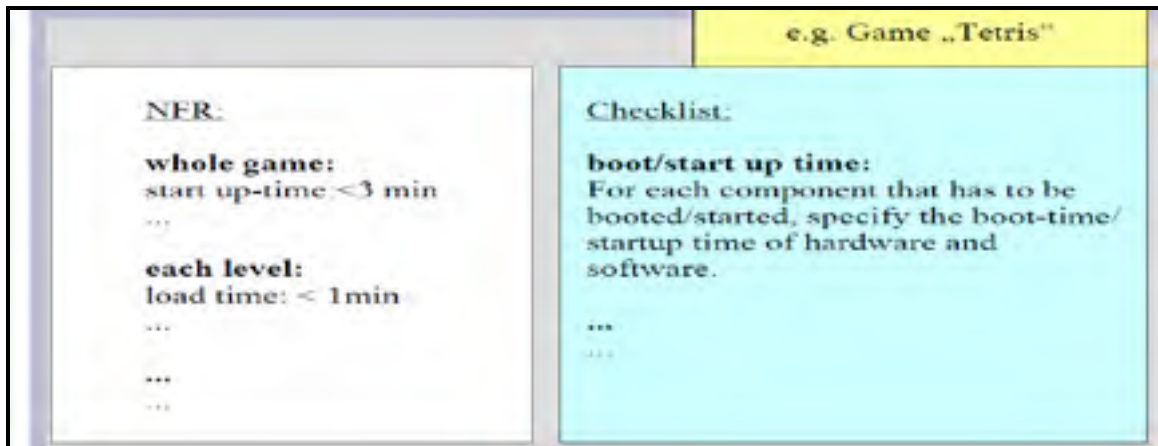 e.g. Game „Tetris“
NFR:
whole game:
start up-time <3 min
...
each level:
load time: < 1min
...
...
...
Checklist:
boot/start up time:
For each component that has to be
booted/started, specify the boot-time/
startup time of hardware and
software.
...
...